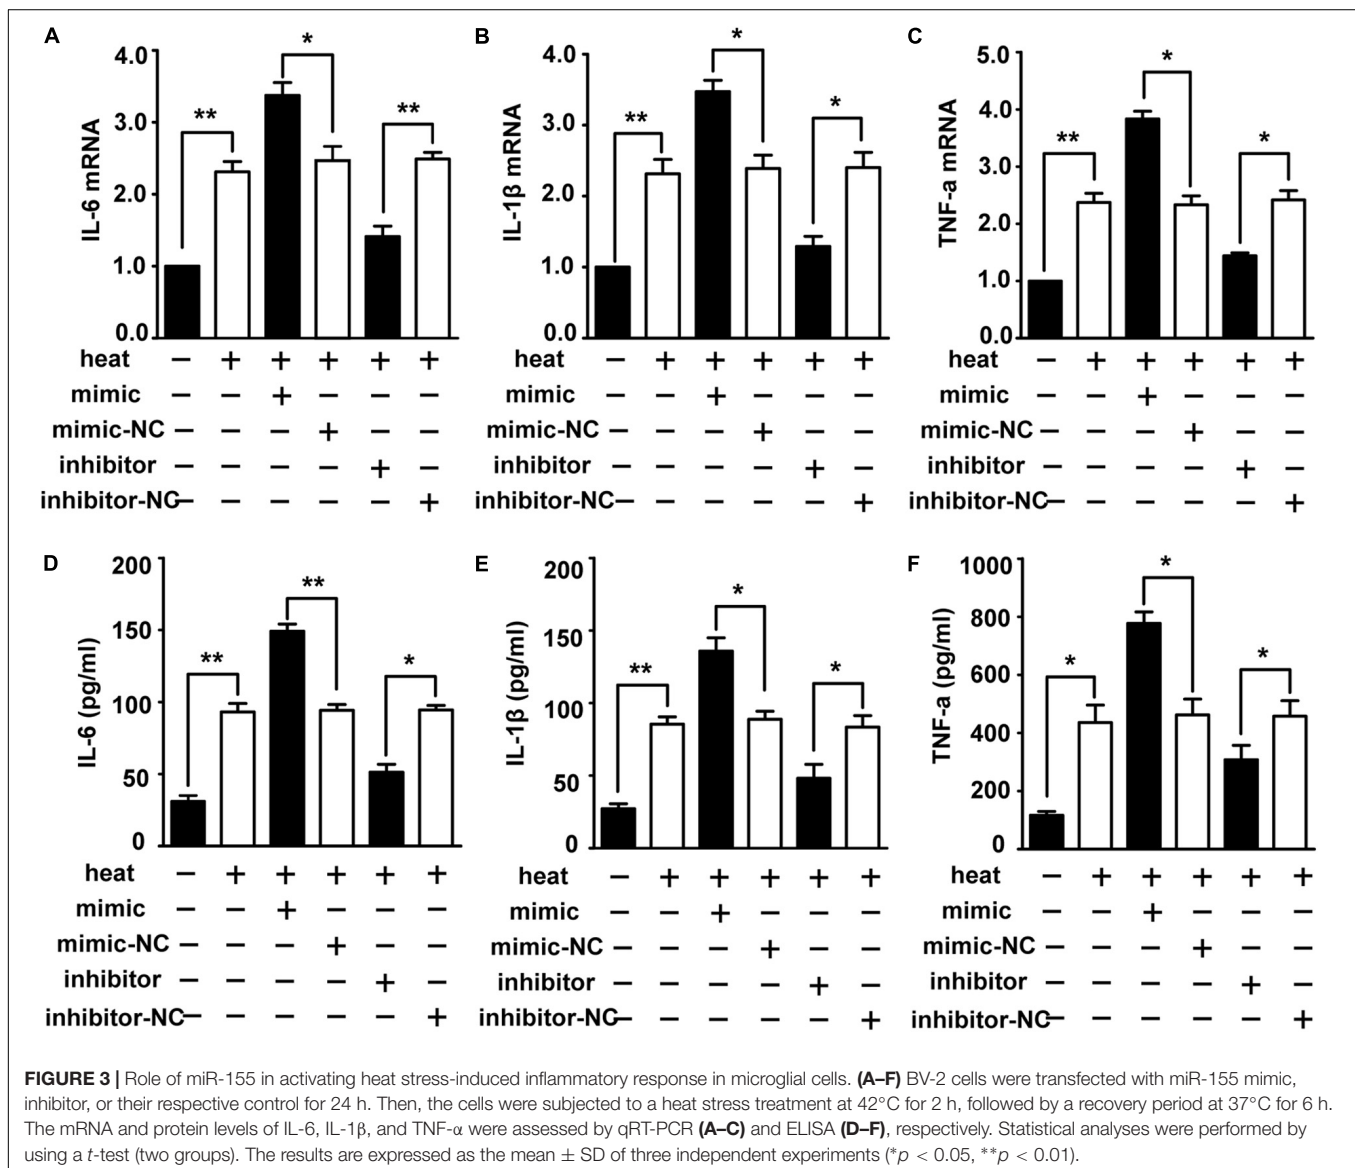 A
IL-6 mRNA
4.0
3.0
2.0
1.0
0.0
**
*
**
heat − + + + + +
mimic − − + − − −
mimic-NC − − − + − −
inhibitor − − − − + −
inhibitor-NC − − − − − +
B
IL-1β mRNA
4.0
3.0
2.0
1.0
0.0
**
*
*
heat − + + + + +
mimic − − + − − −
mimic-NC − − − + − −
inhibitor − − − − + −
inhibitor-NC − − − − − +
C
TNF-a mRNA
5.0
4.0
3.0
2.0
1.0
0.0
**
*
*
heat − + + + + +
mimic − − + − − −
mimic-NC − − − + − −
inhibitor − − − − + −
inhibitor-NC − − − − − +
D
IL-6 (pg/ml)
200
150
100
50
0
**
**
*
heat − + + + + +
mimic − − + − − −
mimic-NC − − − + − −
inhibitor − − − − + −
inhibitor-NC − − − − − +
E
IL-1β (pg/ml)
200
150
100
50
0
**
*
*
heat − + + + + +
mimic − − + − − −
mimic-NC − − − + − −
inhibitor − − − − + −
inhibitor-NC − − − − − +
F
TNF-a (pg/ml)
1000
800
600
400
200
0
*
*
*
heat − + + + + +
mimic − − + − − −
mimic-NC − − − + − −
inhibitor − − − − + −
inhibitor-NC − − − − − +
FIGURE 3 | Role of miR-155 in activating heat stress-induced inflammatory response in microglial cells. (A–F) BV-2 cells were transfected with miR-155 mimic,
inhibitor, or their respective control for 24 h. Then, the cells were subjected to a heat stress treatment at 42°C for 2 h, followed by a recovery period at 37°C for 6 h.
The mRNA and protein levels of IL-6, IL-1β, and TNF-α were assessed by qRT-PCR (A–C) and ELISA (D–F), respectively. Statistical analyses were performed by
using a t-test (two groups). The results are expressed as the mean ± SD of three independent experiments (*p < 0.05, **p < 0.01).